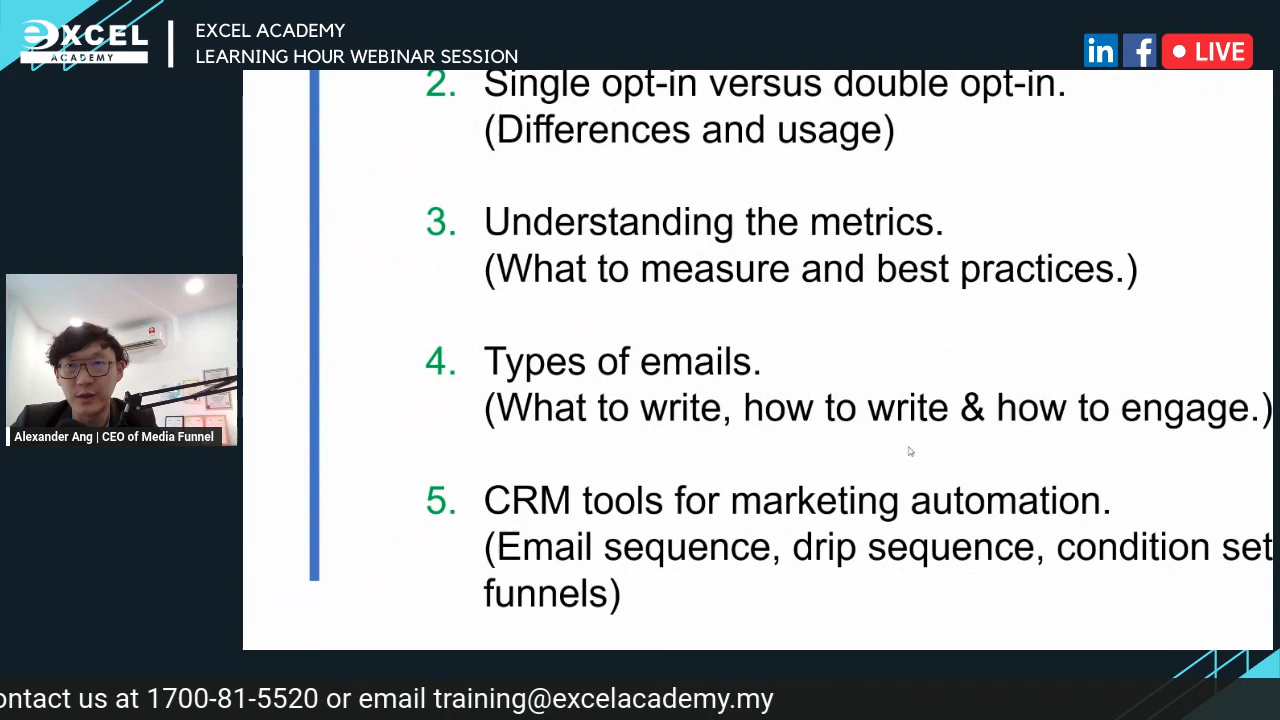 eXCEL
ACADEMY
EXCEL ACADEMY
LEARNING HOUR WEBINAR SESSION
in f LIVE
2. Single opt-in versus double opt-in.
(Differences and usage)
3. Understanding the metrics.
(What to measure and best practices.)
4. Types of emails.
(What to write, how to write & how to engage.)
5. CRM tools for marketing automation.
(Email sequence, drip sequence, condition set
funnels)
Alexander Ang | CEO of Media Funnel
ontact us at 1700-81-5520 or email training@excelacademy.my